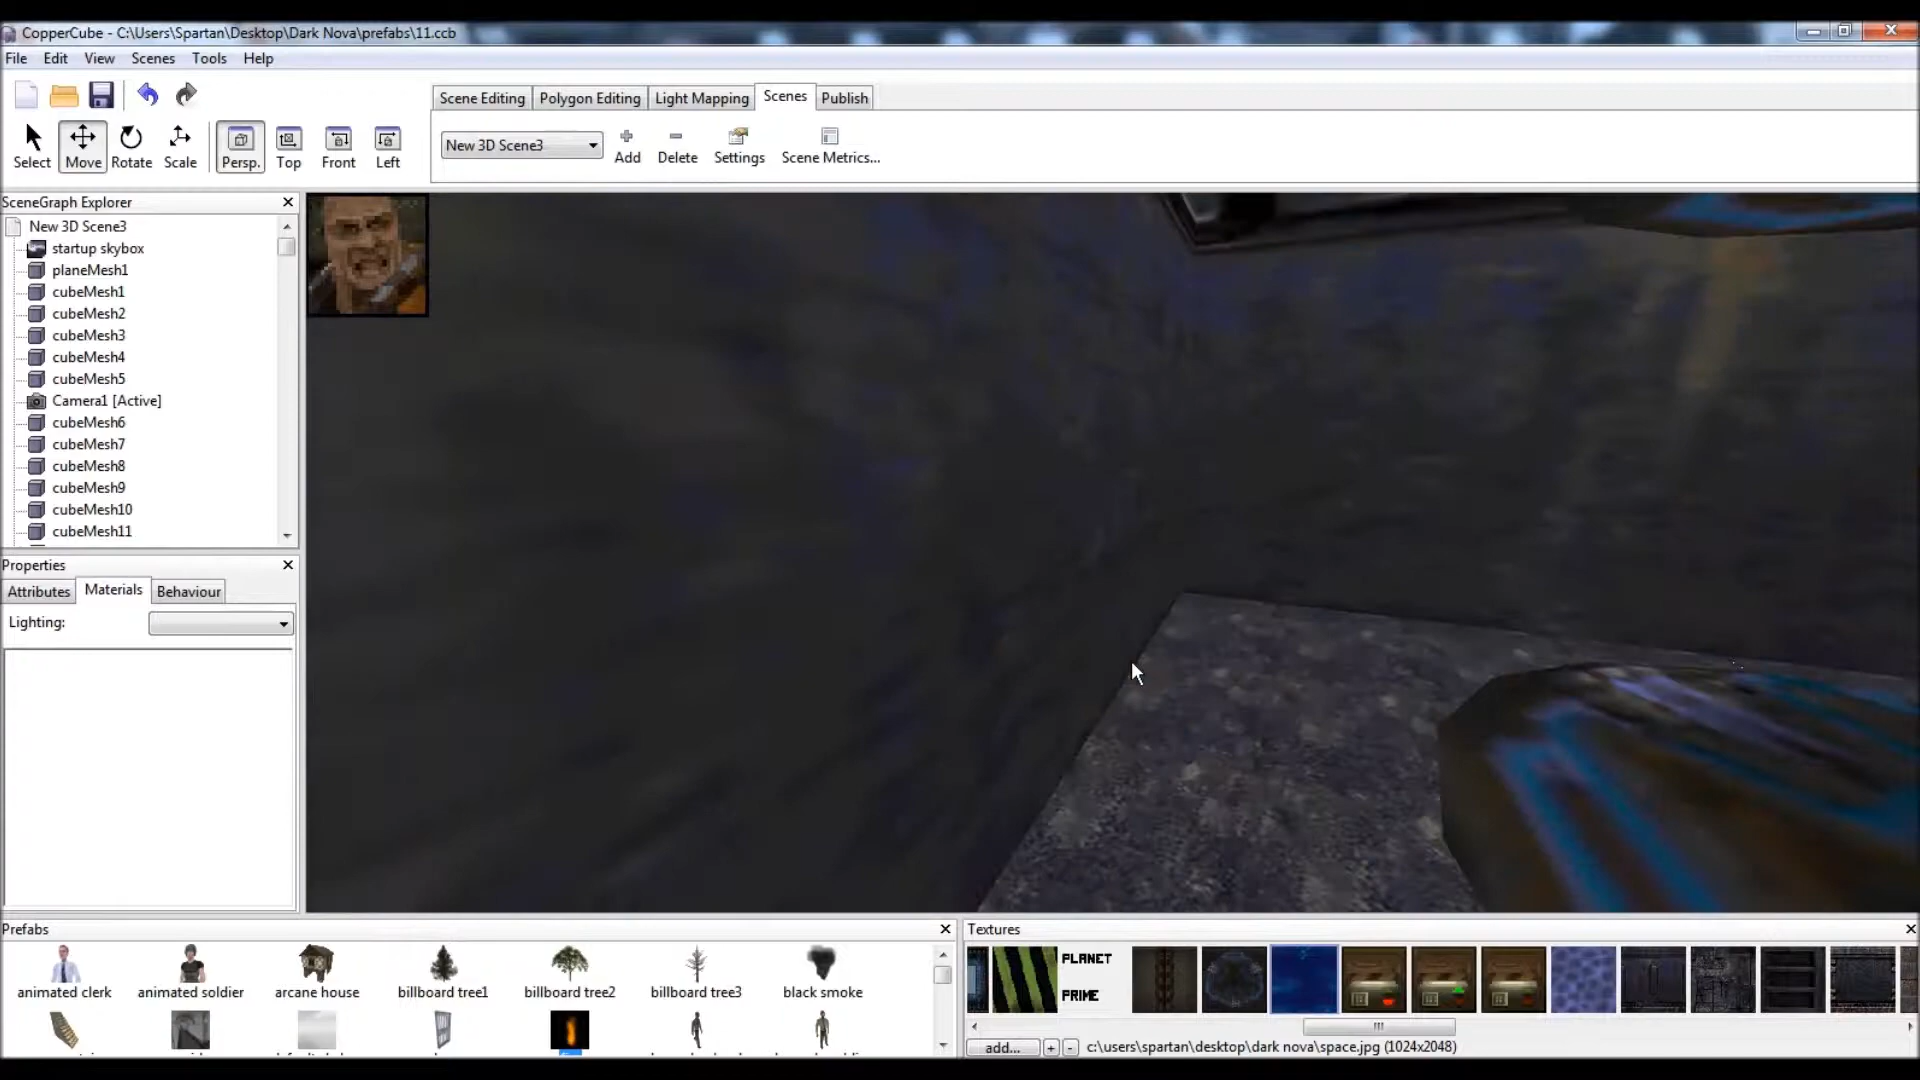 CopperCube - C:\Users\Spartan\Desktop\Dark Nova\prefabs\11.ccb
File Edit View Scenes Tools Help
Scene Editing Polygon Editing Light Mapping Scenes Publish
New 3D Scene3
Add Delete Settings Scene Metrics...
Select Move Rotate Scale Persp. Top Front Left
SceneGraph Explorer
New 3D Scene3
startup skybox
planeMesh1
cubeMesh1
cubeMesh2
cubeMesh3
cubeMesh4
cubeMesh5
Camera1 [Active]
cubeMesh6
cubeMesh7
cubeMesh8
cubeMesh9
cubeMesh10
cubeMesh11
Properties
Attributes Materials Behaviour
Lighting:
Prefabs
animated clerk animated soldier arcane house billboard tree1 billboard tree2 billboard tree3 black smoke
Textures
PLANET
PRIME
add... + - c:\users\spartan\desktop\dark nova\space.jpg (1024x2048)